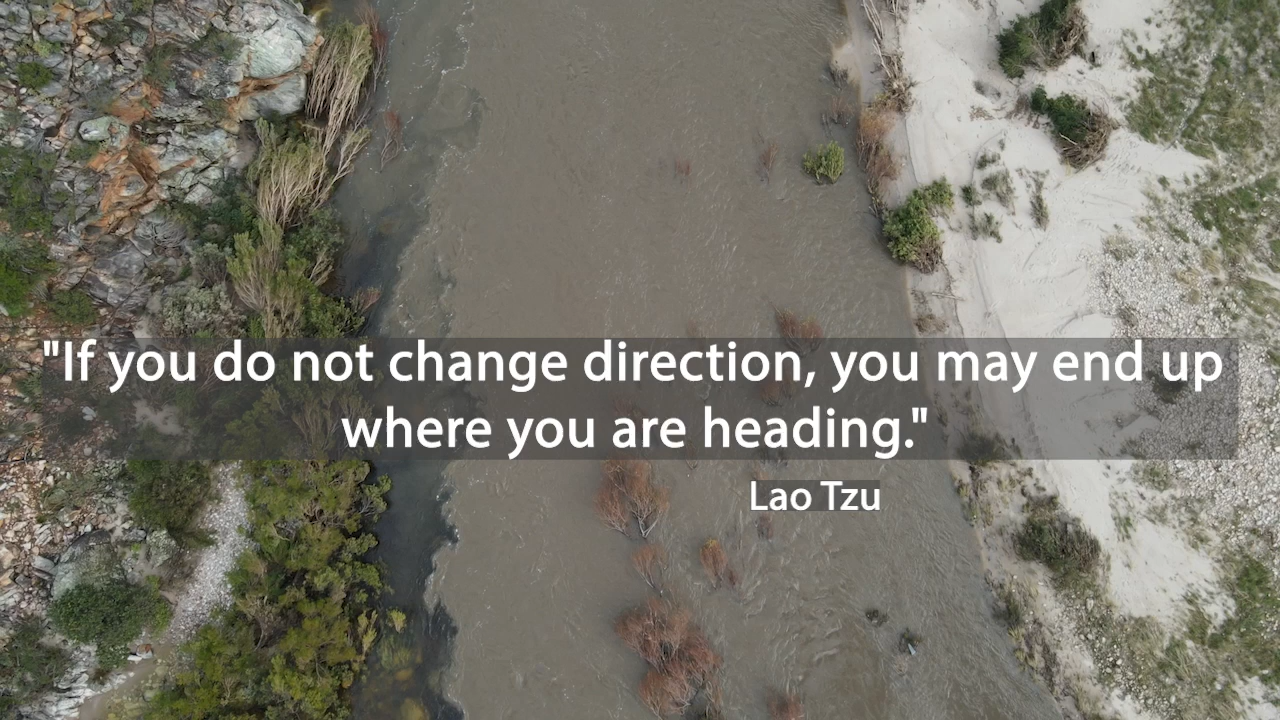 "If you do not change direction, you may end up
where you are heading."
Lao Tzu